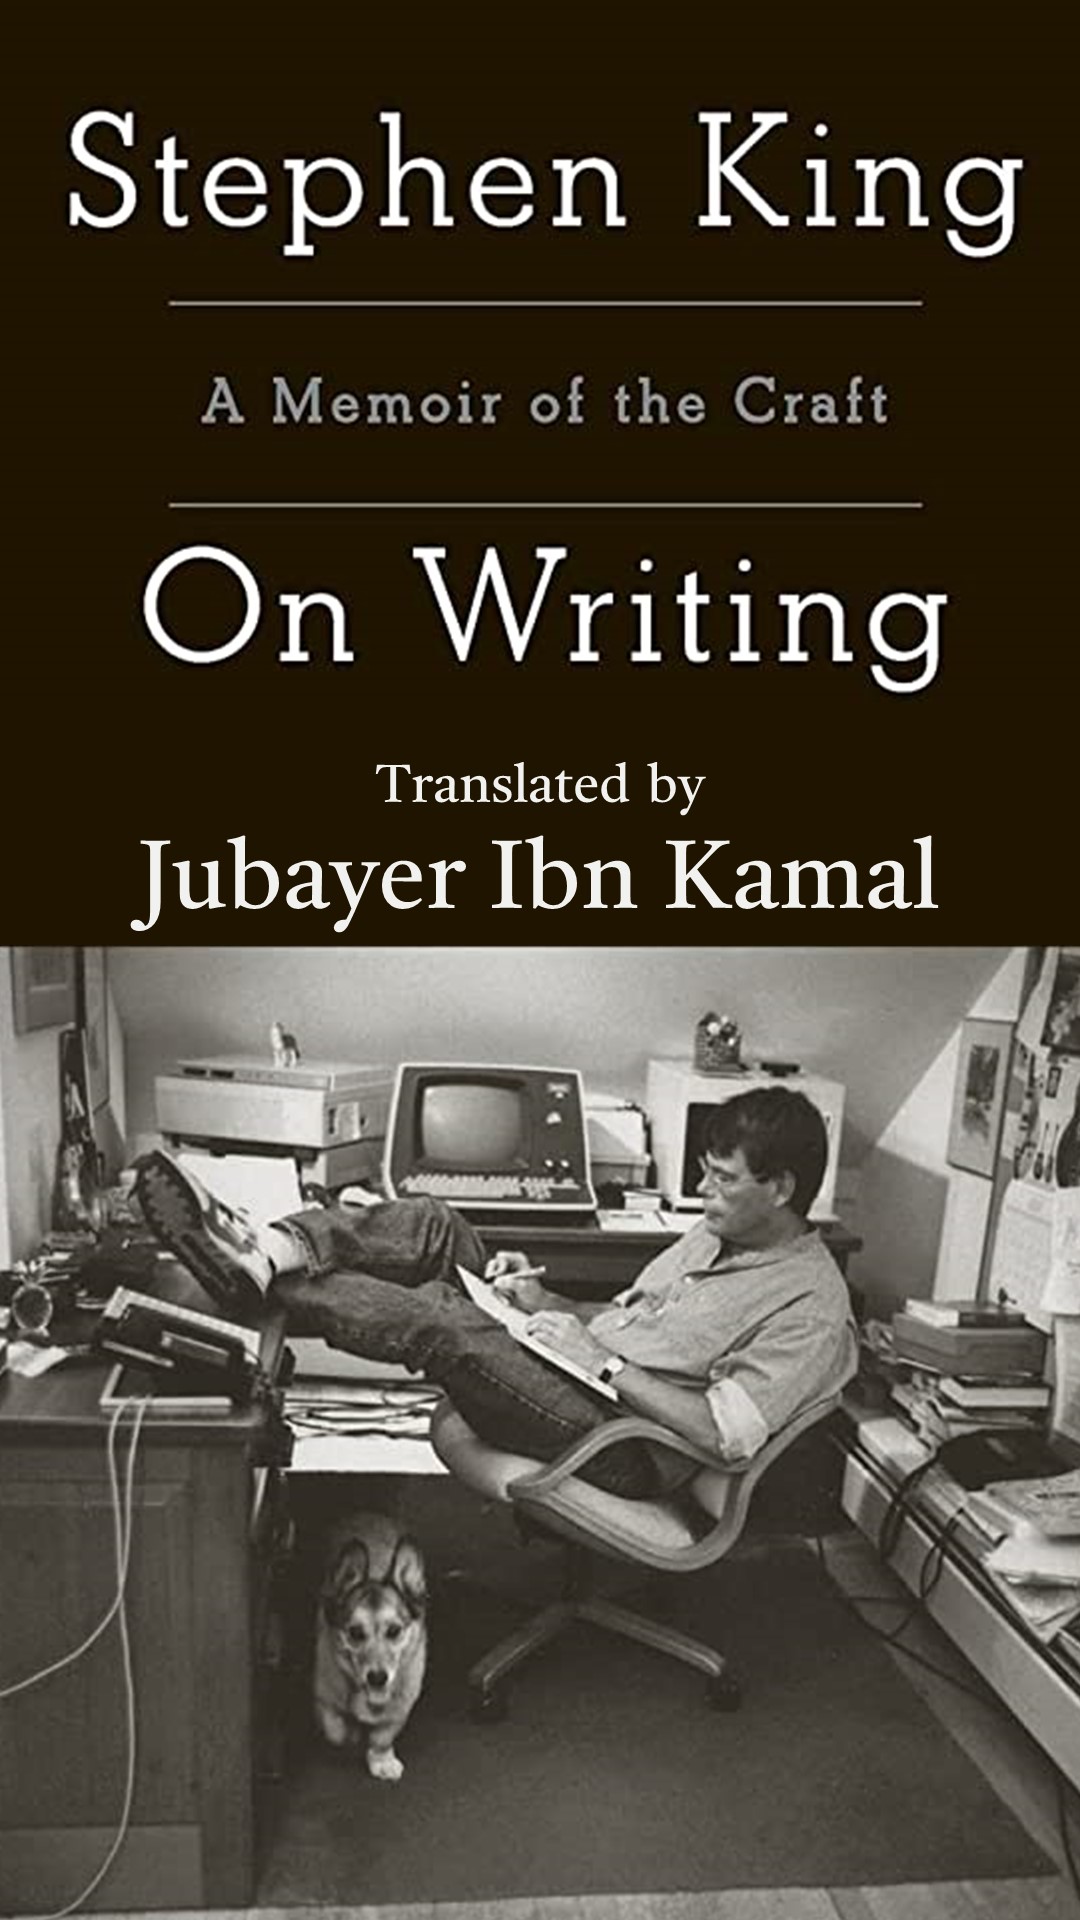 Stephen King
A Memoir of the Craft
On Writing
Translated by
Jubayer Ibn Kamal